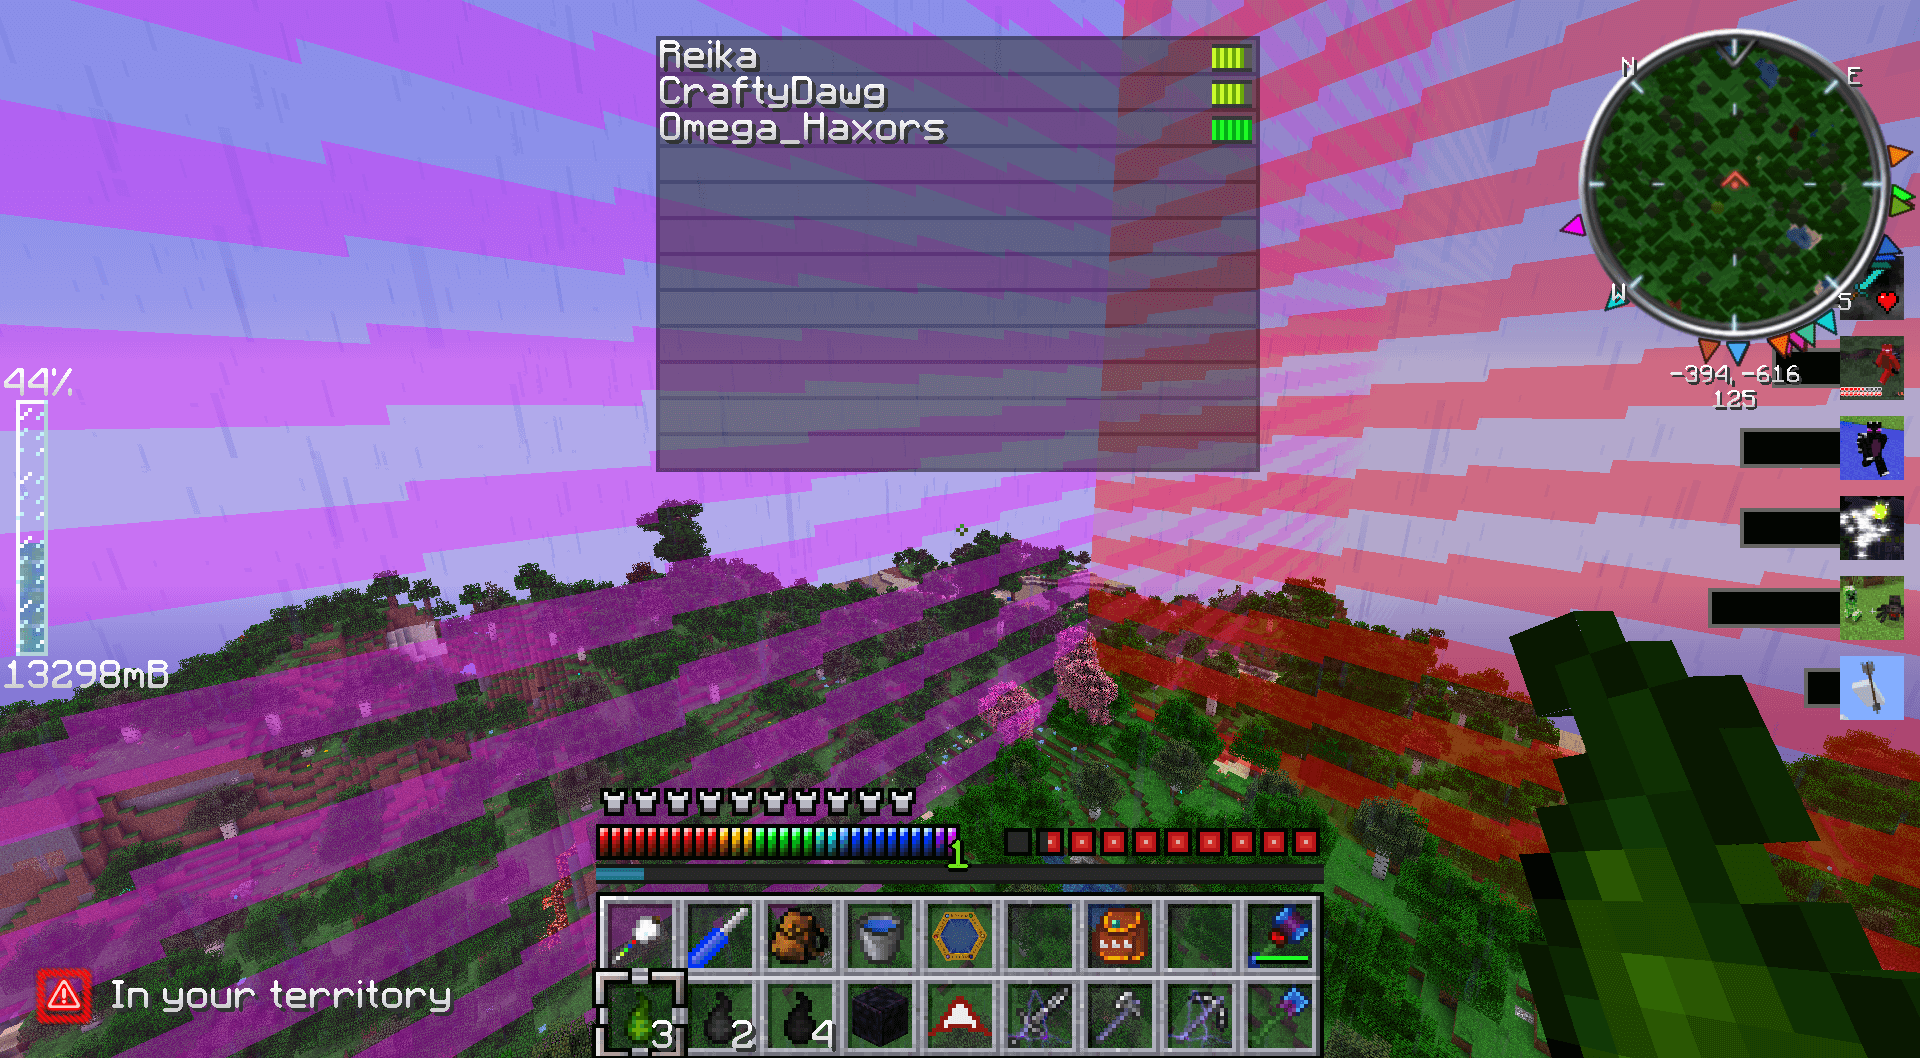 Reika
CraftyDawg
Omega_Haxors
N
E
W
S
-394, -616
125
44%
13298mB
1
In your territory
3
2
4